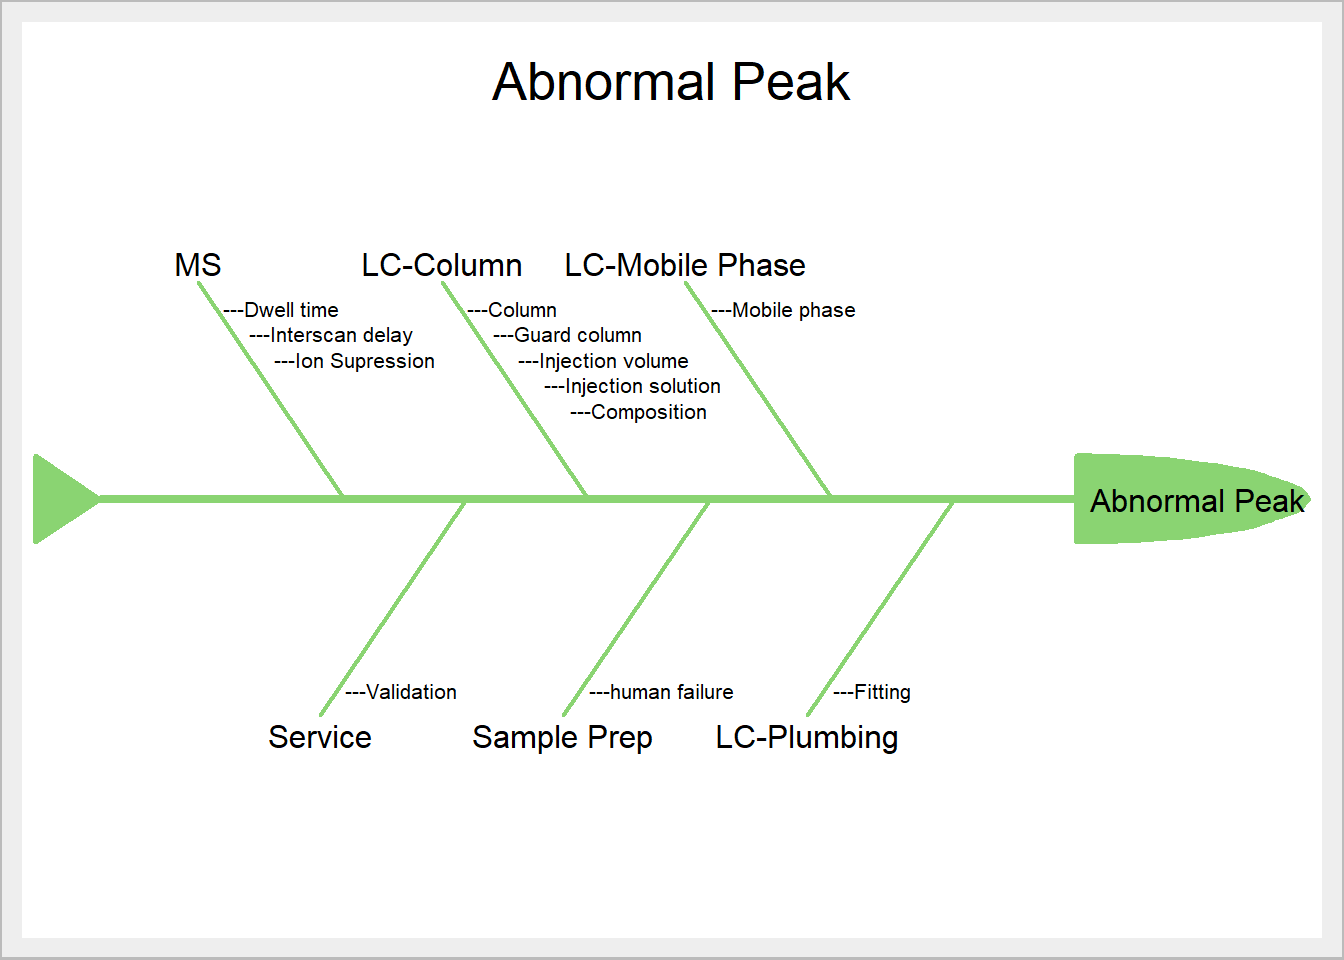 Abnormal Peak
MS
---Dwell time
---Interscan delay
---Ion Supression
LC-Column
---Column
---Guard column
---Injection volume
---Injection solution
---Composition
LC-Mobile Phase
---Mobile phase
Abnormal Peak
---Validation
Service
---human failure
Sample Prep
---Fitting
LC-Plumbing